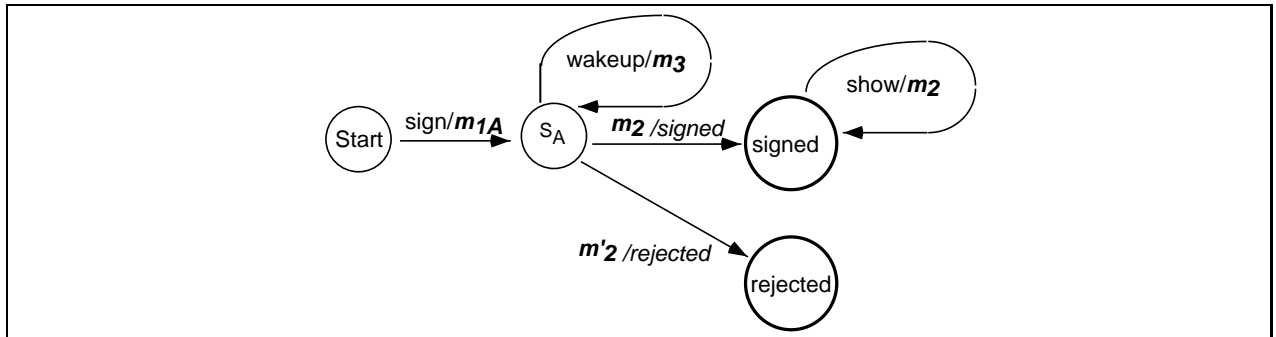 wakeup/m3
show/m2
Start
sign/m1A
SA
m2 /signed
signed
m'2 /rejected
rejected